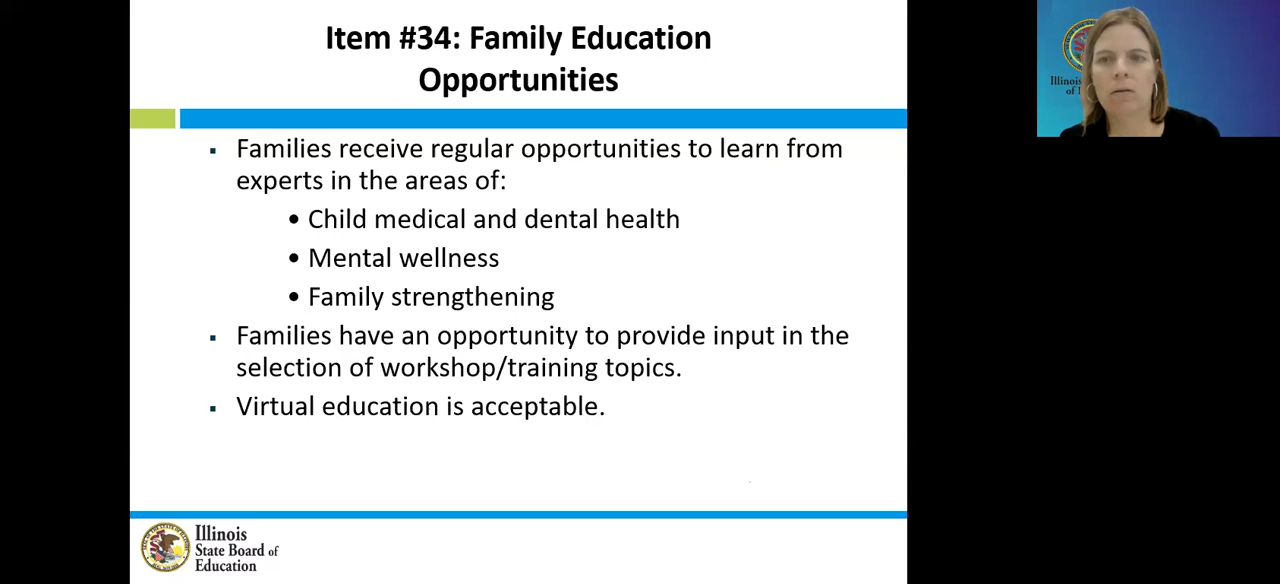 Item #34: Family Education
Opportunities
▪ Families receive regular opportunities to learn from
experts in the areas of:
• Child medical and dental health
• Mental wellness
• Family strengthening
▪ Families have an opportunity to provide input in the
selection of workshop/training topics.
▪ Virtual education is acceptable.
Illinois
State Board of
Education
Illinois
of